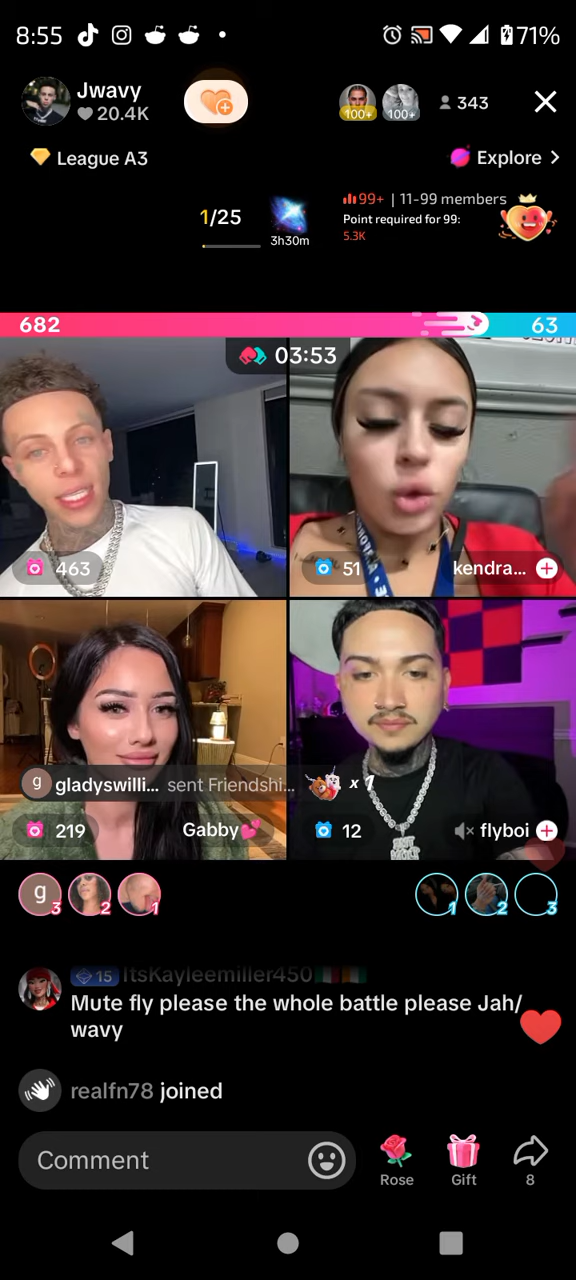 8:55
71%
Jwavy
20.4K
100+
100+
343
League A3
Explore
1/25
3h30m
99+ | 11-99 members
Point required for 99:
5.3K
682
63
03:53
463
51
kendra...
g
gladyswilli... sent Friendshi...
x 1
219
Gabby
12
flyboi
g
3
2
1
1
2
3
15
ItsKayleemiller450
Mute fly please the whole battle please Jah/
wavy
realfn78 joined
Comment
Rose
Gift
8